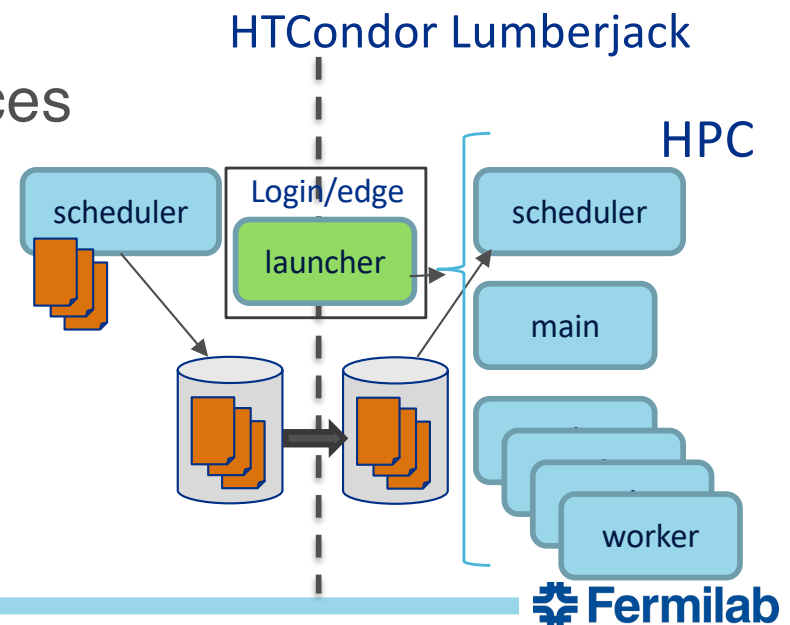 HTCondor Lumberjack
ces
HPC
scheduler
Login/edge
launcher
scheduler
main
worker
Fermilab